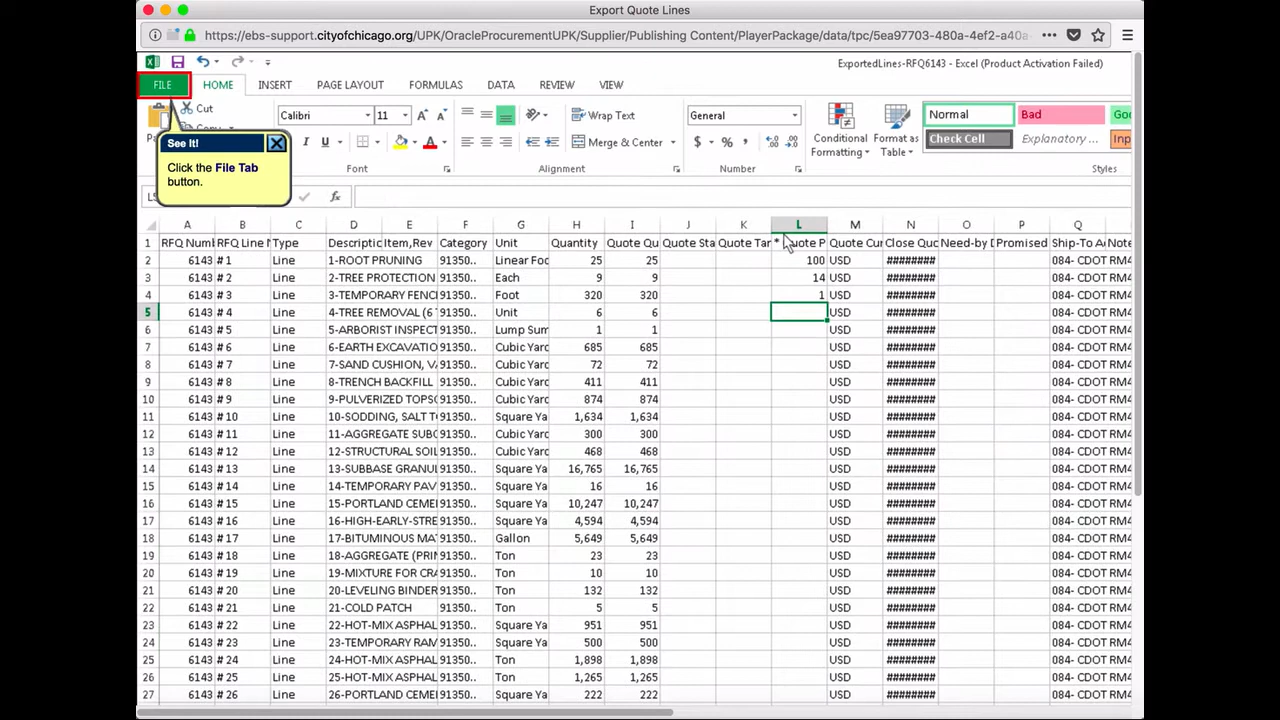 Export Quote Lines
https://ebs-support.cityofchicago.org/UPK/OracleProcurementUPK/Supplier/Publishing Content/PlayerPackage/data/tpc/5ea97703-480a-4ef2-a40a-
ExportedLines-RFQ6143 - Excel (Product Activation Failed)
FILE HOME INSERT PAGE LAYOUT FORMULAS DATA REVIEW VIEW
Cut
Calibri 11 Wrap Text General Normal Bad
Merge & Center $ % , Conditional Formatting Format as Table Check Cell Explanatory ...
Font Alignment Number Styles
See It!
Click the File Tab
button.
fx
A B C D E F G H I J K L M N O P Q
1 RFQ Numb RFQ Line N Type Descriptic Item,Rev Category Unit Quantity Quote Qu Quote Sta Quote Tar * Quote P Quote Cur Close Quo Need-by D Promised Ship-To Ad Note
2 6143 # 1 Line 1-ROOT PRUNING 91350.. Linear Foo 25 25 100 USD ######## 084- CDOT RM4
3 6143 # 2 Line 2-TREE PROTECTION 91350.. Each 9 9 14 USD ######## 084- CDOT RM4
4 6143 # 3 Line 3-TEMPORARY FENC 91350.. Foot 320 320 1 USD ######## 084- CDOT RM4
5 6143 # 4 Line 4-TREE REMOVAL (6 T 91350.. Unit 6 6 USD ######## 084- CDOT RM4
6 6143 # 5 Line 5-ARBORIST INSPECT 91350.. Lump Sum 1 1 USD ######## 084- CDOT RM4
7 6143 # 6 Line 6-EARTH EXCAVATIO 91350.. Cubic Yard 685 685 USD ######## 084- CDOT RM4
8 6143 # 7 Line 7-SAND CUSHION, VA 91350.. Cubic Yard 72 72 USD ######## 084- CDOT RM4
9 6143 # 8 Line 8-TRENCH BACKFILL 91350.. Cubic Yard 411 411 USD ######## 084- CDOT RM4
10 6143 # 9 Line 9-PULVERIZED TOPSO 91350.. Cubic Yard 874 874 USD ######## 084- CDOT RM4
11 6143 # 10 Line 10-SODDING, SALT TO 91350.. Square Ya 1,634 1,634 USD ######## 084- CDOT RM4
12 6143 # 11 Line 11-AGGREGATE SUBG 91350.. Cubic Yard 300 300 USD ######## 084- CDOT RM4
13 6143 # 12 Line 12-STRUCTURAL SOIL 91350.. Cubic Yard 468 468 USD ######## 084- CDOT RM4
14 6143 # 13 Line 13-SUBBASE GRANUL 91350.. Square Ya 16,765 16,765 USD ######## 084- CDOT RM4
15 6143 # 14 Line 14-TEMPORARY PAV 91350.. Square Ya 16 16 USD ######## 084- CDOT RM4
16 6143 # 15 Line 15-PORTLAND CEMEN 91350.. Square Ya 10,247 10,247 USD ######## 084- CDOT RM4
17 6143 # 16 Line 16-HIGH-EARLY-STRE 91350.. Square Ya 4,594 4,594 USD ######## 084- CDOT RM4
18 6143 # 17 Line 17-BITUMINOUS MAT 91350.. Gallon 5,649 5,649 USD ######## 084- CDOT RM4
19 6143 # 18 Line 18-AGGREGATE (PRIM 91350.. Ton 23 23 USD ######## 084- CDOT RM4
20 6143 # 19 Line 19-MIXTURE FOR CRA 91350.. Ton 10 10 USD ######## 084- CDOT RM4
21 6143 # 20 Line 20-LEVELING BINDER 91350.. Ton 132 132 USD ######## 084- CDOT RM4
22 6143 # 21 Line 21-COLD PATCH 91350.. Ton 5 5 USD ######## 084- CDOT RM4
23 6143 # 22 Line 22-HOT-MIX ASPHAL 91350.. Square Ya 951 951 USD ######## 084- CDOT RM4
24 6143 # 23 Line 23-TEMPORARY RAM 91350.. Square Ya 500 500 USD ######## 084- CDOT RM4
25 6143 # 24 Line 24-HOT-MIX ASPHAL 91350.. Ton 1,898 1,898 USD ######## 084- CDOT RM4
26 6143 # 25 Line 25-HOT-MIX ASPHAL 91350.. Ton 1,265 1,265 USD ######## 084- CDOT RM4
27 6143 # 26 Line 26-PORTLAND CEME 91350.. Square Ya 222 222 USD ######## 084- CDOT RM4